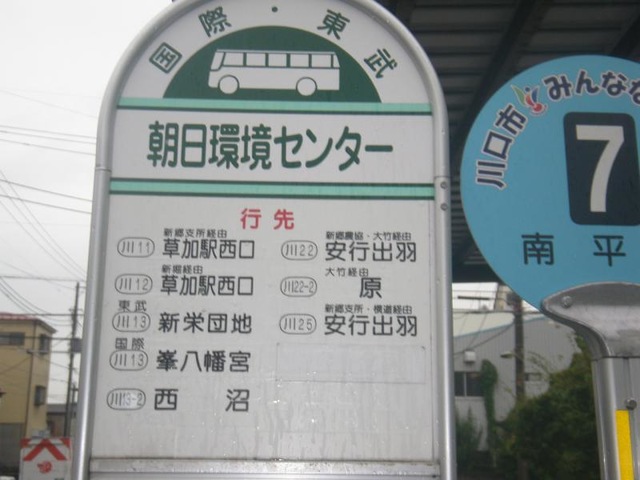 国際・東武
朝日環境センター
行先
新郷支所経由
川11 草加駅西口
新堀経由
川12 草加駅西口
東武
川13 新栄団地
国際
川13 峯八幡宮
川13-2 西沼
新郷農協・大竹経由
川22 安行出羽
大竹経由
川22-2 原
新郷支所・横道経由
川25 安行出羽
川口市みんなな
7
南平